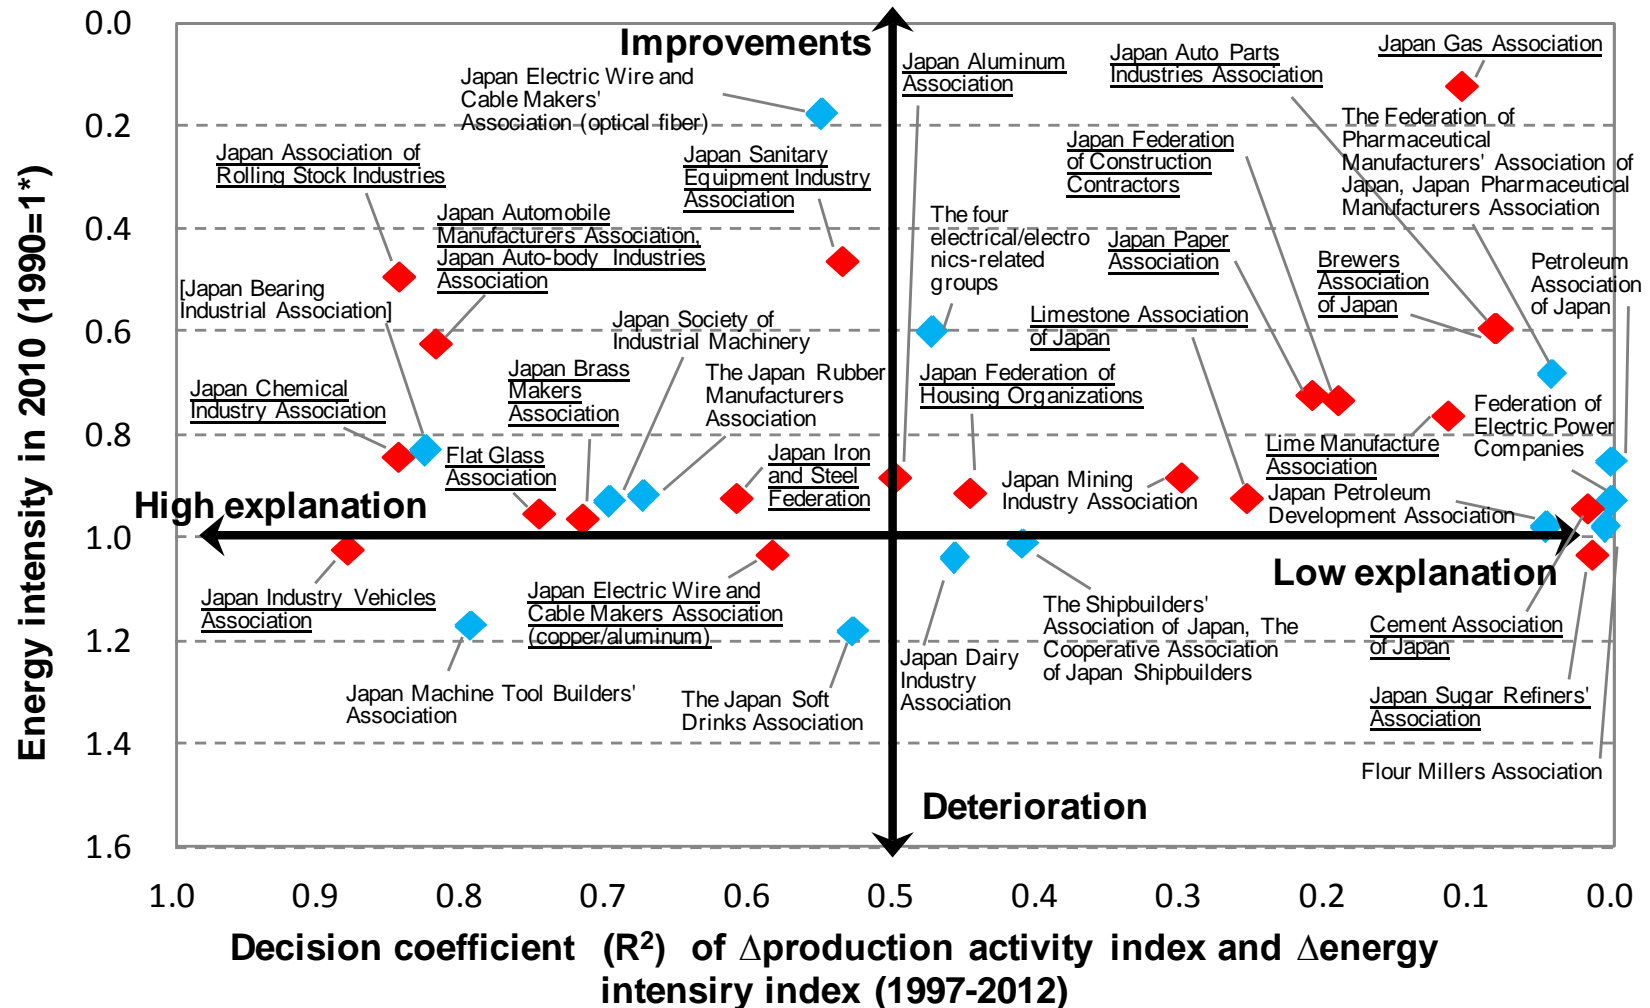 Energy intensity in 2010 (1990=1*)
0.0
0.2
0.4
0.6
0.8
1.0
1.2
1.4
1.6
Improvements
Japan Electric Wire and
Cable Makers'
Association (optical fiber)
Japan Association of
Rolling Stock Industries
Japan Sanitary
Equipment Industry
Association
Japan Automobile
Manufacturers Association,
Japan Auto-body Industries
Association
[Japan Bearing
Industrial Association]
Japan Society of
Industrial Machinery
Japan Brass
Makers
Association
The Japan Rubber
Manufacturers
Association
Japan Chemical
Industry Association
Flat Glass
Association
Japan Iron
and Steel
Federation
High explanation
Japan Industry Vehicles
Association
Japan Electric Wire and
Cable Makers Association
(copper/aluminum)
Japan Machine Tool Builders'
Association
The Japan Soft
Drinks Association
Japan Aluminum
Association
Japan Auto Parts
Industries Association
Japan Gas Association
The Federation of
Pharmaceutical
Manufacturers' Association of
Japan, Japan Pharmaceutical
Manufacturers Association
Japan Federation
of Construction
Contractors
The four
electrical/electro
nics-related
groups
Japan Paper
Association
Brewers
Association
of Japan
Petroleum
Association
of Japan
Limestone Association
of Japan
Japan Federation of
Housing Organizations
Federation of
Electric Power
Companies
Lime Manufacture
Association
Japan Mining
Industry Association
Japan Petroleum
Development Association
Low explanation
The Shipbuilders'
Association of Japan, The
Cooperative Association
of Japan Shipbuilders
Japan Dairy
Industry
Association
Cement Association
of Japan
Japan Sugar Refiners'
Association
Flour Millers Association
Deterioration
1.0 0.9 0.8 0.7 0.6 0.5 0.4 0.3 0.2 0.1 0.0
Decision coefficient (R²) of Δproduction activity index and Δenergy
intensiry index (1997-2012)